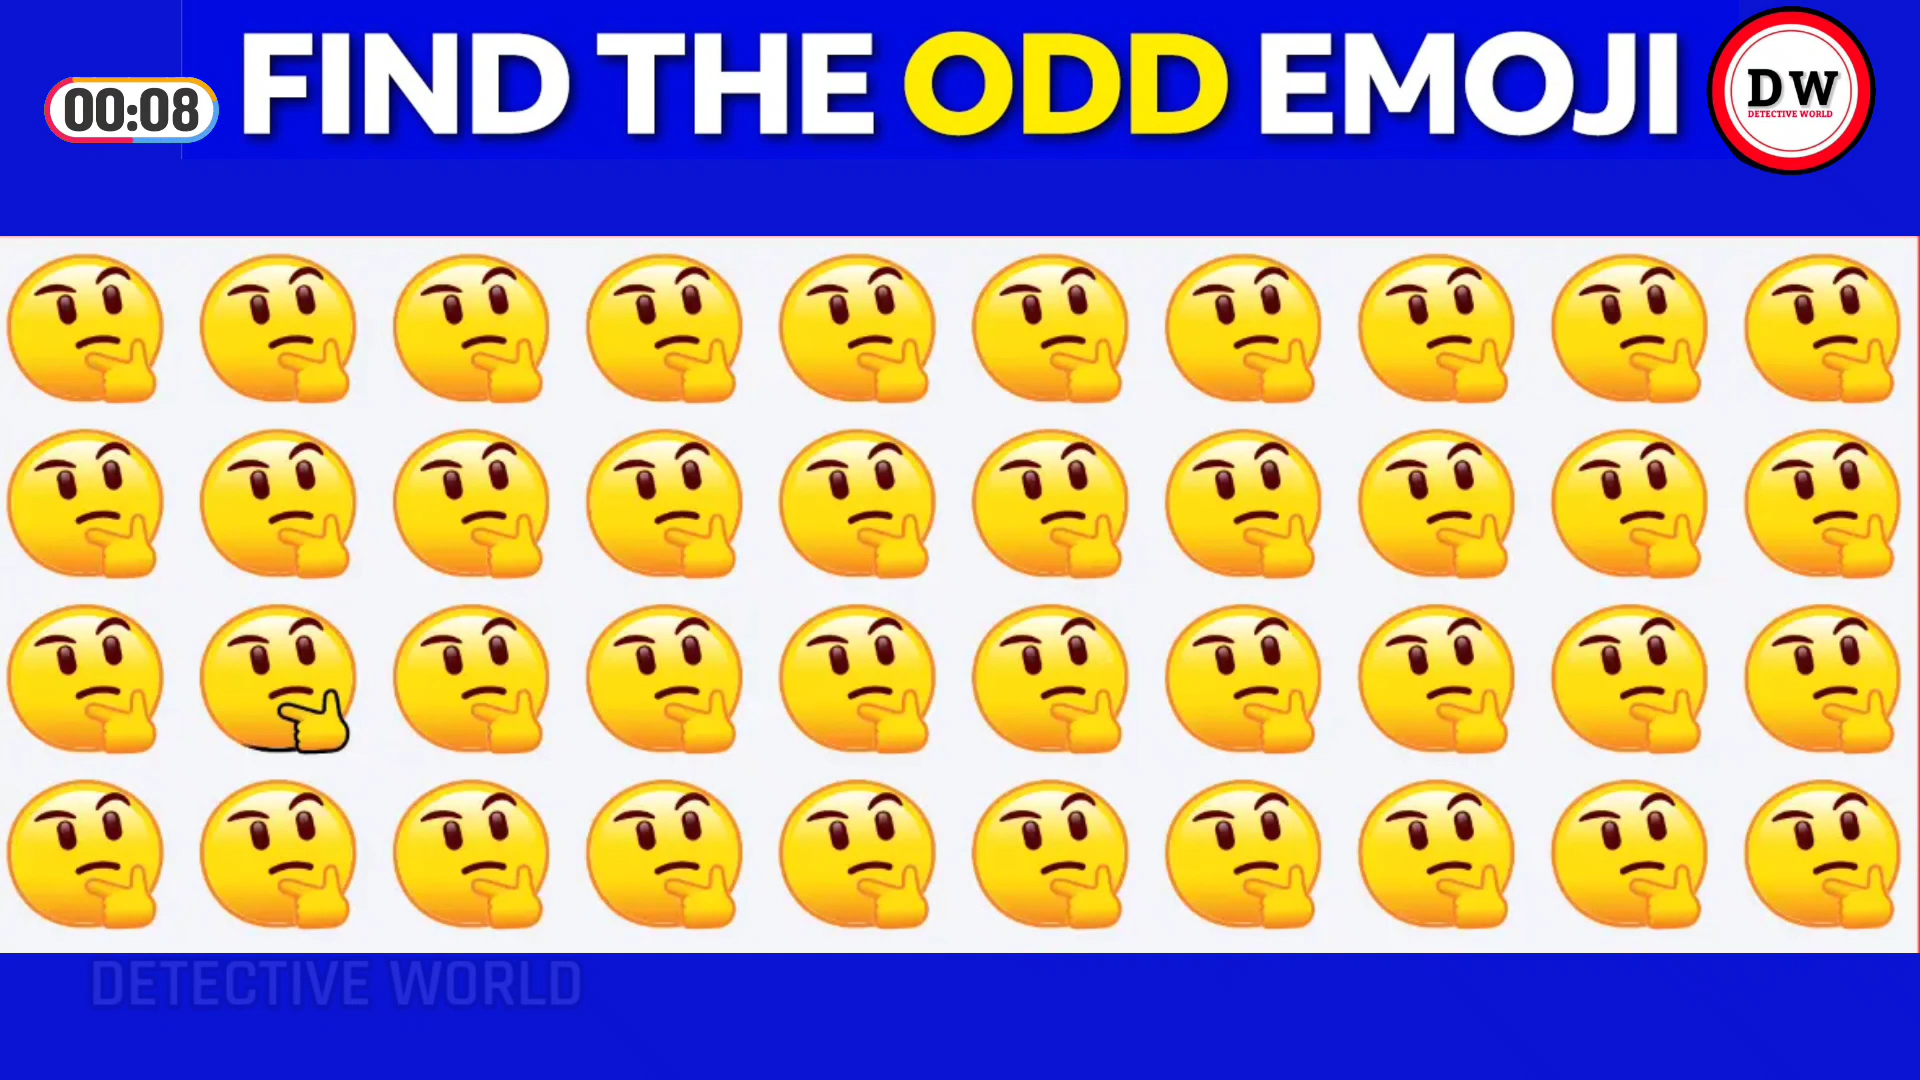 FIND THE ODD EMOJI
00:08
DW
DETECTIVE WORLD
DETECTIVE WORLD